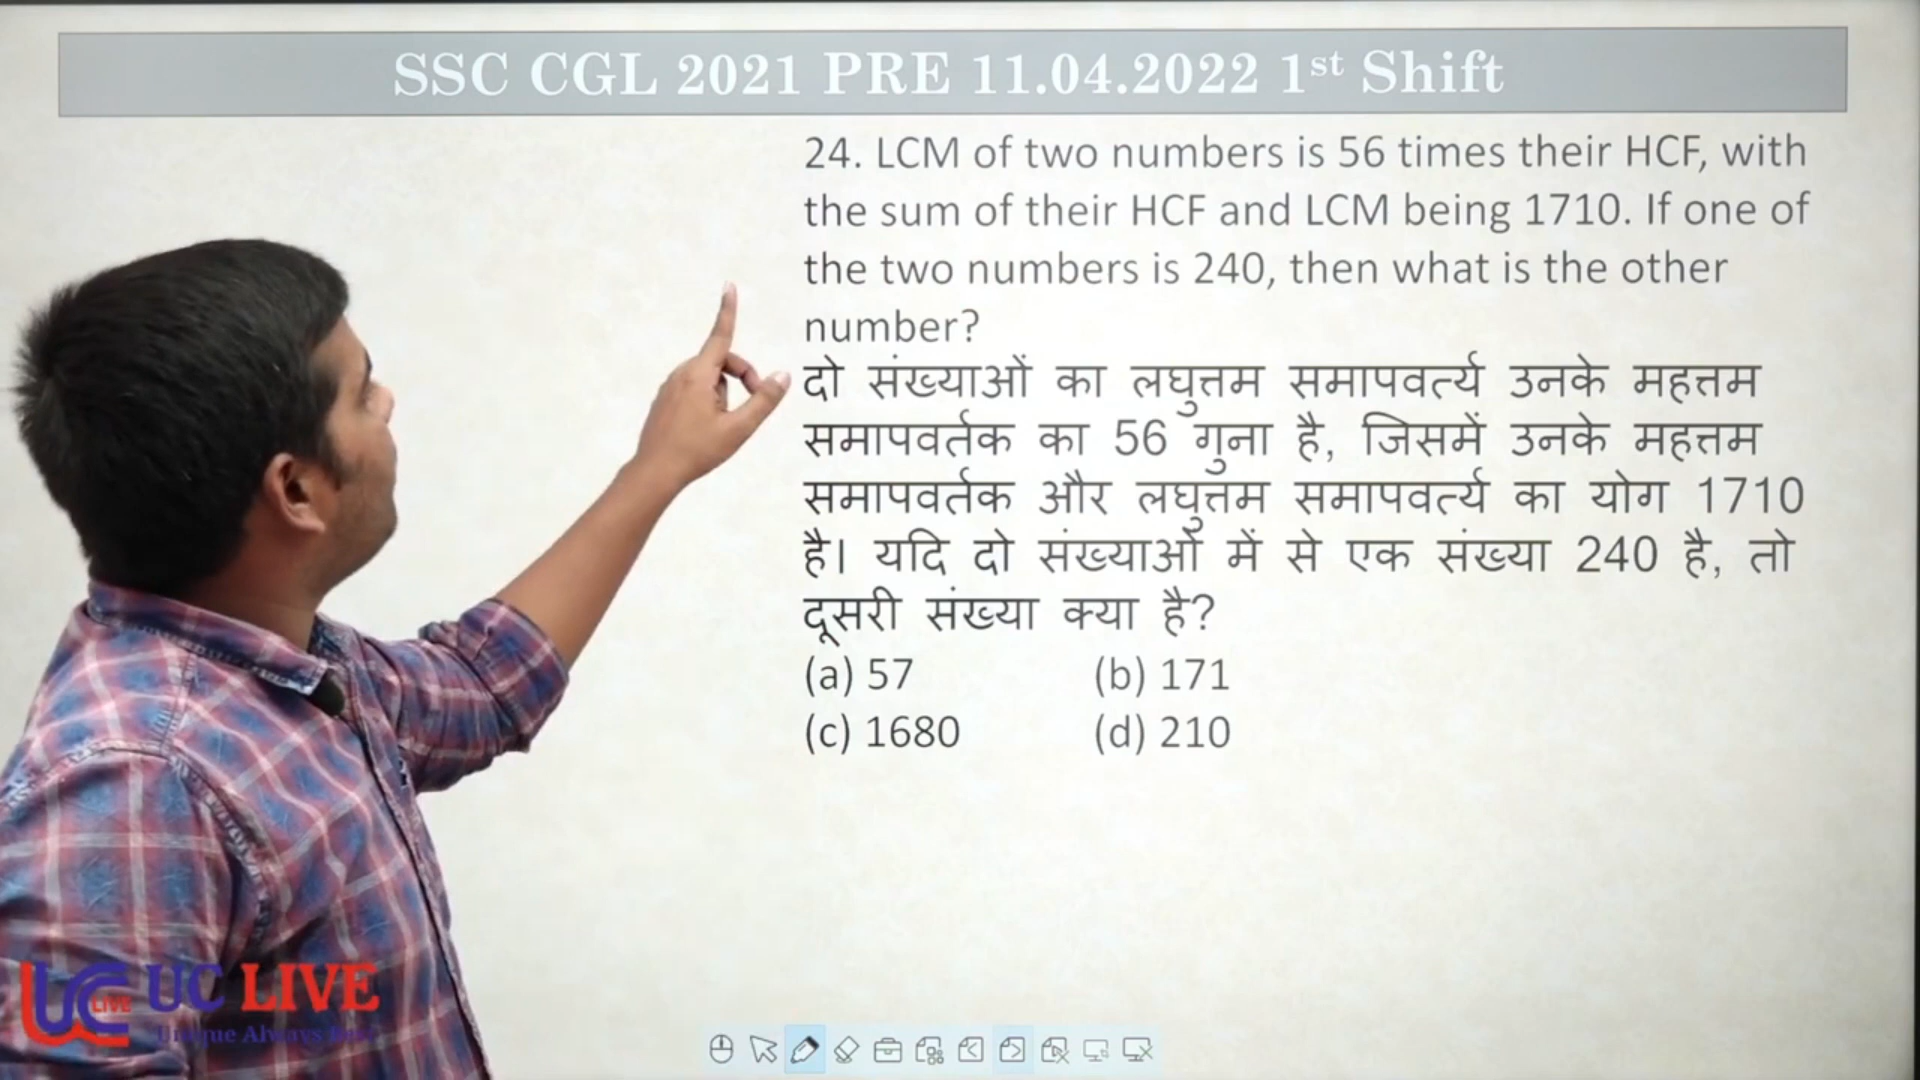 SSC CGL 2021 PRE 11.04.2022 1st Shift
24. LCM of two numbers is 56 times their HCF, with
the sum of their HCF and LCM being 1710. If one of
the two numbers is 240, then what is the other
number?
दो संख्याओं का लघुत्तम समापवर्त्य उनके महत्तम
समापवर्तक का 56 गुना है, जिसमें उनके महत्तम
समापवर्तक और लघुत्तम समापवर्त्य का योग 1710
है। यदि दो संख्याओं में से एक संख्या 240 है, तो
दूसरी संख्या क्या है?
(a) 57 (b) 171
(c) 1680 (d) 210
UC LIVE UC LIVE
Unique Always